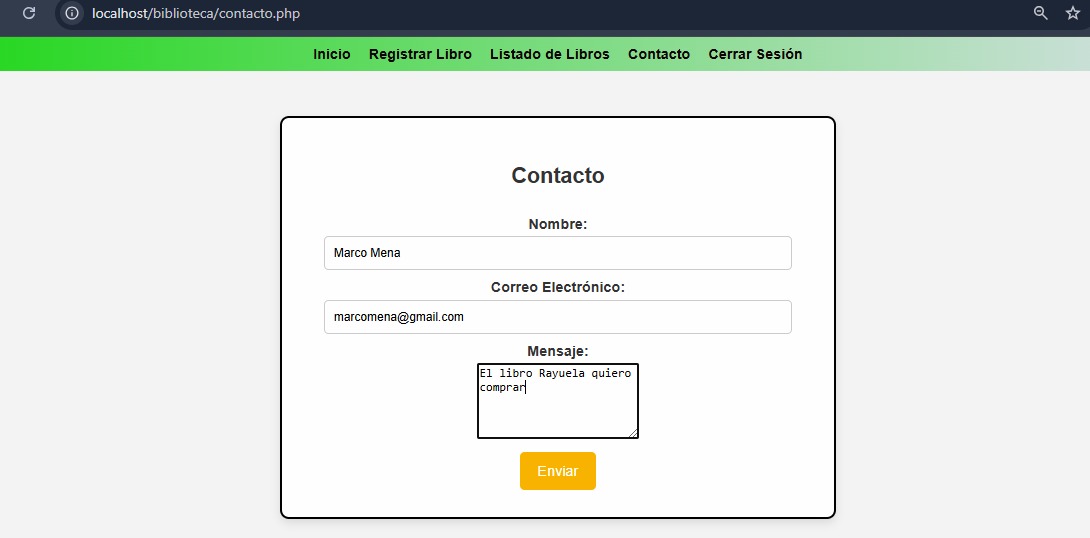 localhost/biblioteca/contacto.php
Inicio Registrar Libro Listado de Libros Contacto Cerrar Sesión
Contacto
Nombre:
Marco Mena
Correo Electrónico:
marcomena@gmail.com
Mensaje:
El libro Rayuela quiero
comprar
Enviar